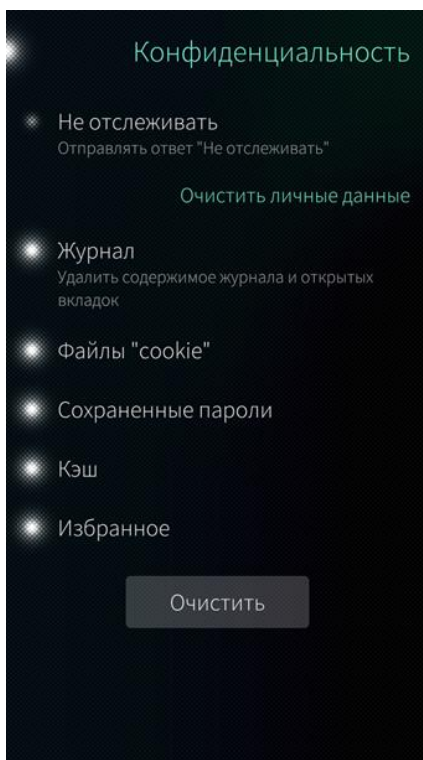 Конфиденциальность
Не отслеживать
Отправлять ответ "Не отслеживать"
Очистить личные данные
Журнал
Удалить содержимое журнала и открытых
вкладок
Файлы "cookie"
Сохраненные пароли
Кэш
Избранное
Очистить